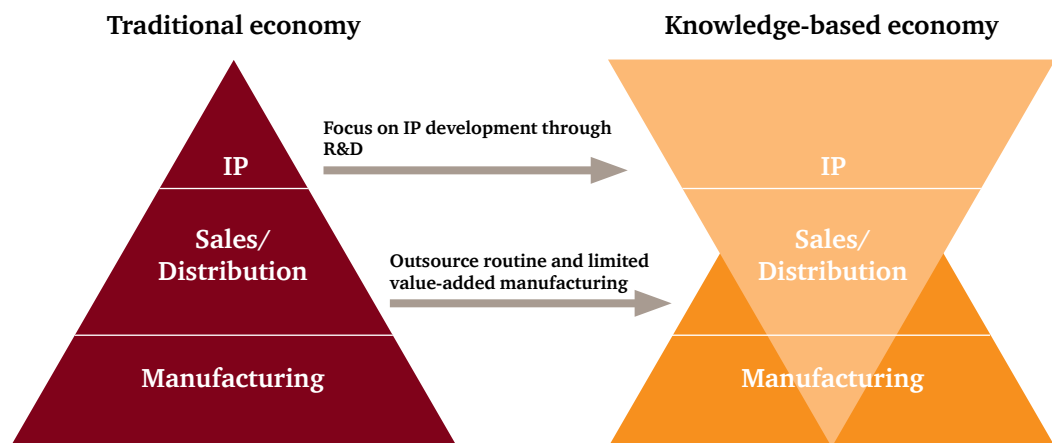 Traditional economy
Knowledge-based economy
Focus on IP development through
R&D
IP
IP
Sales/
Distribution
Sales/
Distribution
Outsource routine and limited
value-added manufacturing
Manufacturing
Manufacturing